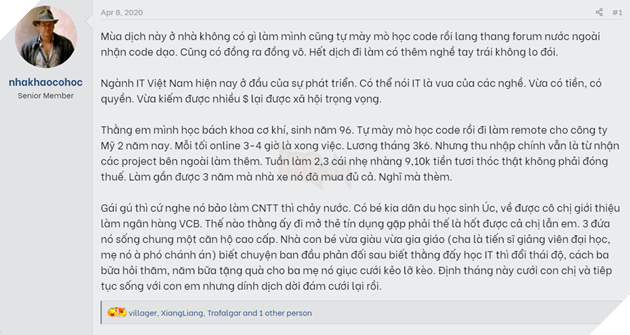 Apr 8, 2020
#1
nhakhaocohoc
Senior Member
Mùa dịch này ở nhà không có gì làm mình cũng tự mày mò học code rồi lang thang forum nước ngoài
nhận code dạo. Cũng có đồng ra đồng vô. Hết dịch đi làm có thêm nghề tay trái không lo đói.
Ngành IT Việt Nam hiện nay ở đầu của sự phát triển. Có thể nói IT là vua của các nghề. Vừa có tiền, có
quyền. Vừa kiếm được nhiều $ lại được xã hội trọng vọng.
Thằng em mình học bách khoa cơ khí, sinh năm 96. Tự mày mò học code rồi đi làm remote cho công ty
Mỹ 2 năm nay. Mỗi tối online 3-4 giờ là xong việc. Lương tháng 3k6. Nhưng thu nhập chính vẫn là từ nhận
các project bên ngoài làm thêm. Tuần làm 2,3 cái nhẹ nhàng 9,10k tiền tươi thóc thật không phải đóng
thuế. Làm gần được 3 năm mà nhà xe nó đã mua đủ cả. Nghĩ mà thèm.
Gái gú thì cứ nghe nó bảo làm CNTT thì chảy nước. Có bé kia dân du học sinh Úc, về được cô chị giới thiệu
làm ngân hàng VCB. Thế nào thằng ấy đi mở thẻ tín dụng gặp phải thế là hốt được cả chị lẫn em. 3 đứa
nó sống chung một căn hộ cao cấp. Nhà con bé vừa giàu vừa gia giáo (cha là tiến sĩ giảng viên đại học,
mẹ nó à phó chánh án) biết chuyện ban đầu phản đối sau biết thằng đấy học IT thì đổi thái độ, cách ba
bữa hỏi thăm, năm bữa tặng quà cho ba mẹ nó giục cưới kẻo lỡ kèo. Định tháng này cưới con chị và tiếp
tục sống với con em nhưng dính dịch dời đám cưới lại rồi.
villager, XiangLiang, Trafalgar and 1 other person